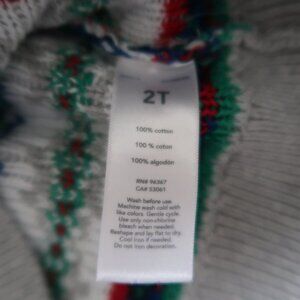 2T
100% cotton
100 % coton
100% algodón
RN# 94367
CA# 53061
Wash before use.
Machine wash cold with
like colors. Gentle cycle.
Use only non-chlorine
bleach when needed.
Reshape and lay flat to dry.
Cool iron if needed.
Do not iron decoration.